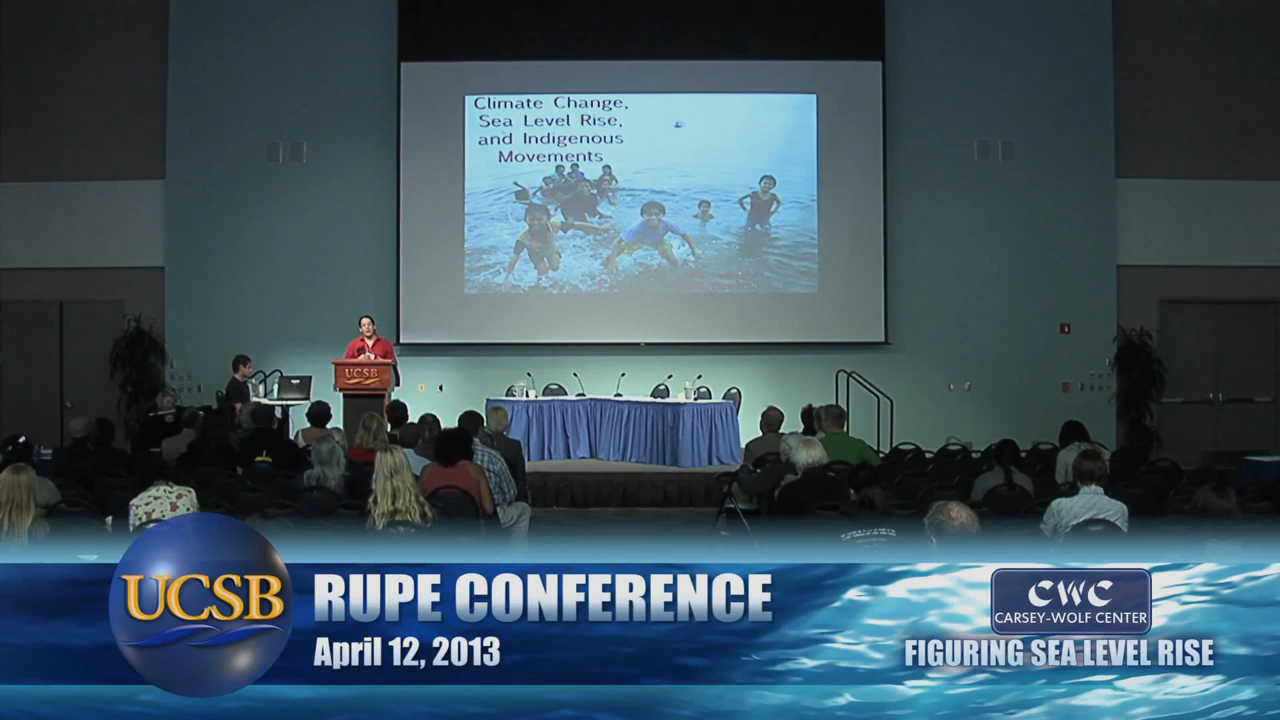 Climate Change,
Sea Level Rise,
and Indigenous
Movements
UCSB
UCSB
RUPE CONFERENCE
April 12, 2013
CWC
CARSEY-WOLF CENTER
FIGURING SEA LEVEL RISE